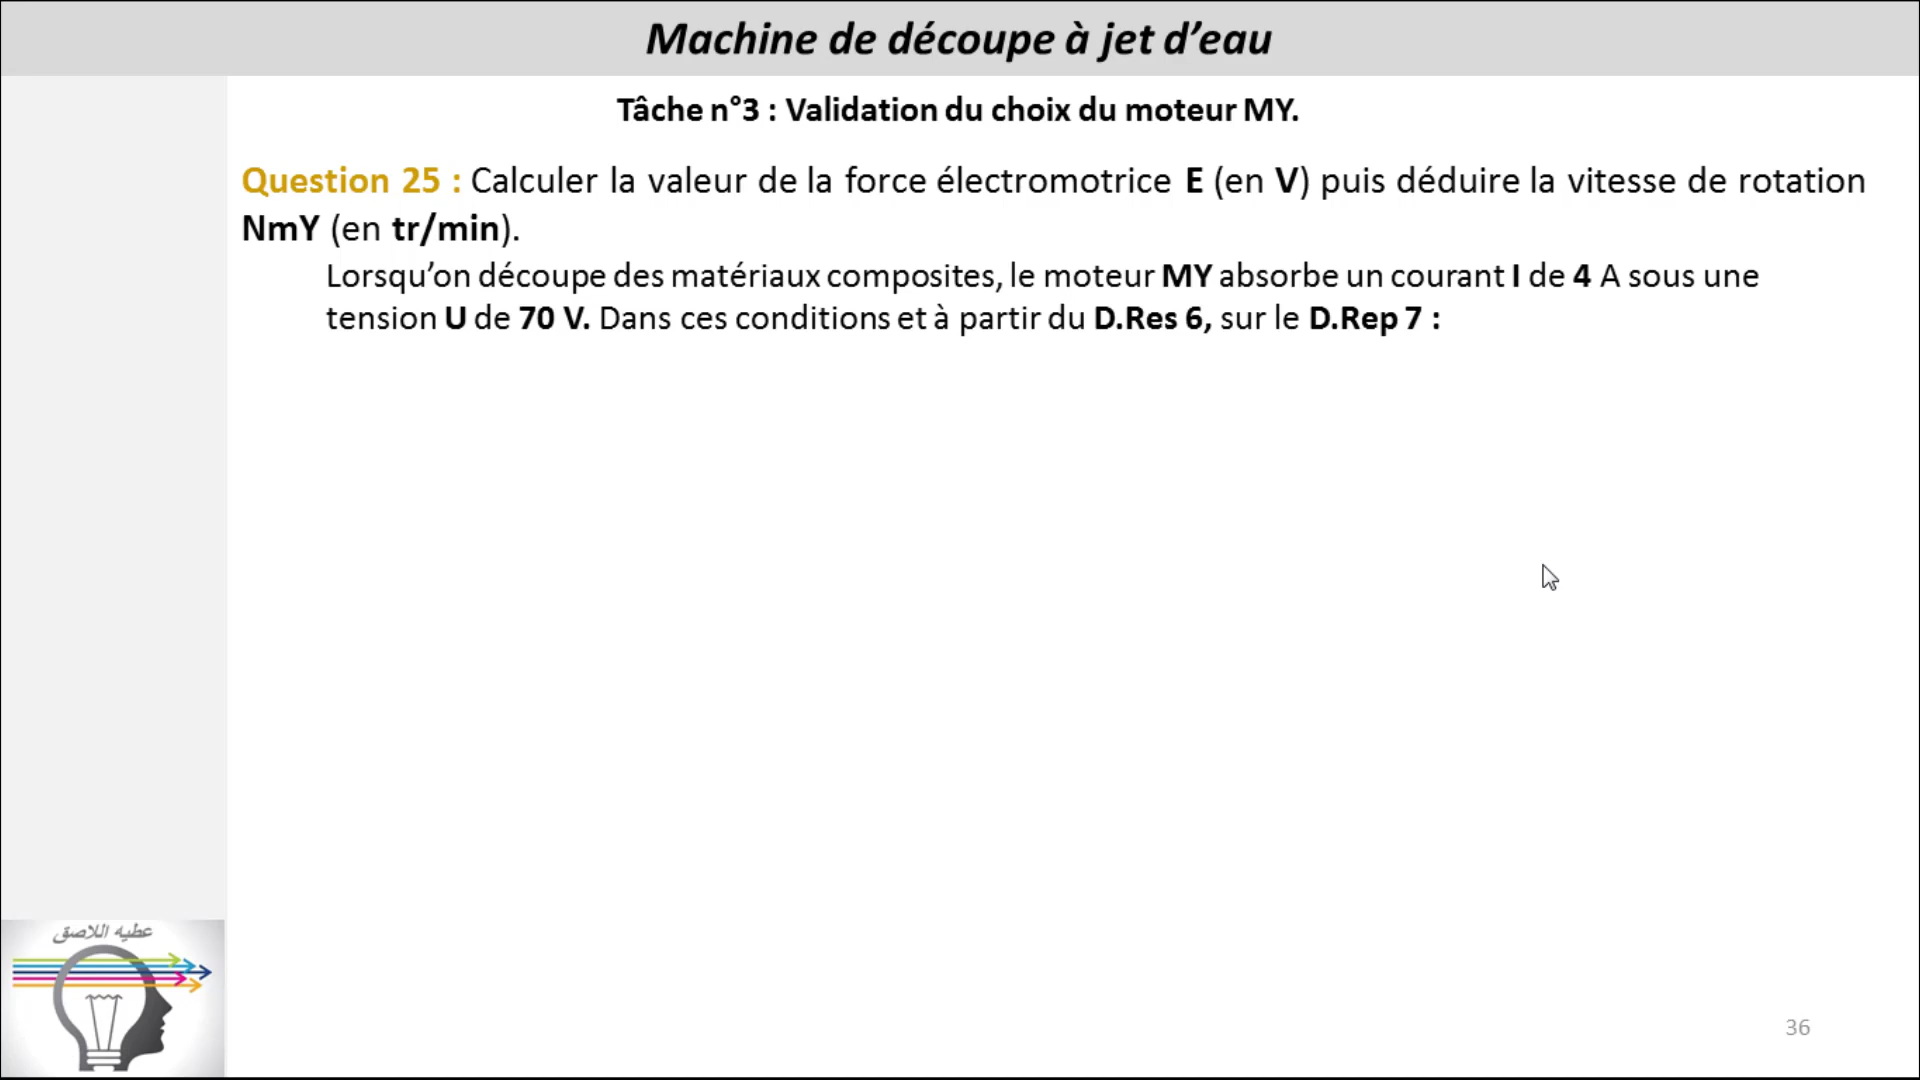 Machine de découpe à jet d’eau
Tâche n°3 : Validation du choix du moteur MY.
Question 25 : Calculer la valeur de la force électromotrice E (en V) puis déduire la vitesse de rotation
NmY (en tr/min).
Lorsqu’on découpe des matériaux composites, le moteur MY absorbe un courant I de 4 A sous une
tension U de 70 V. Dans ces conditions et à partir du D.Res 6, sur le D.Rep 7 :
عطيه اللاصق
36